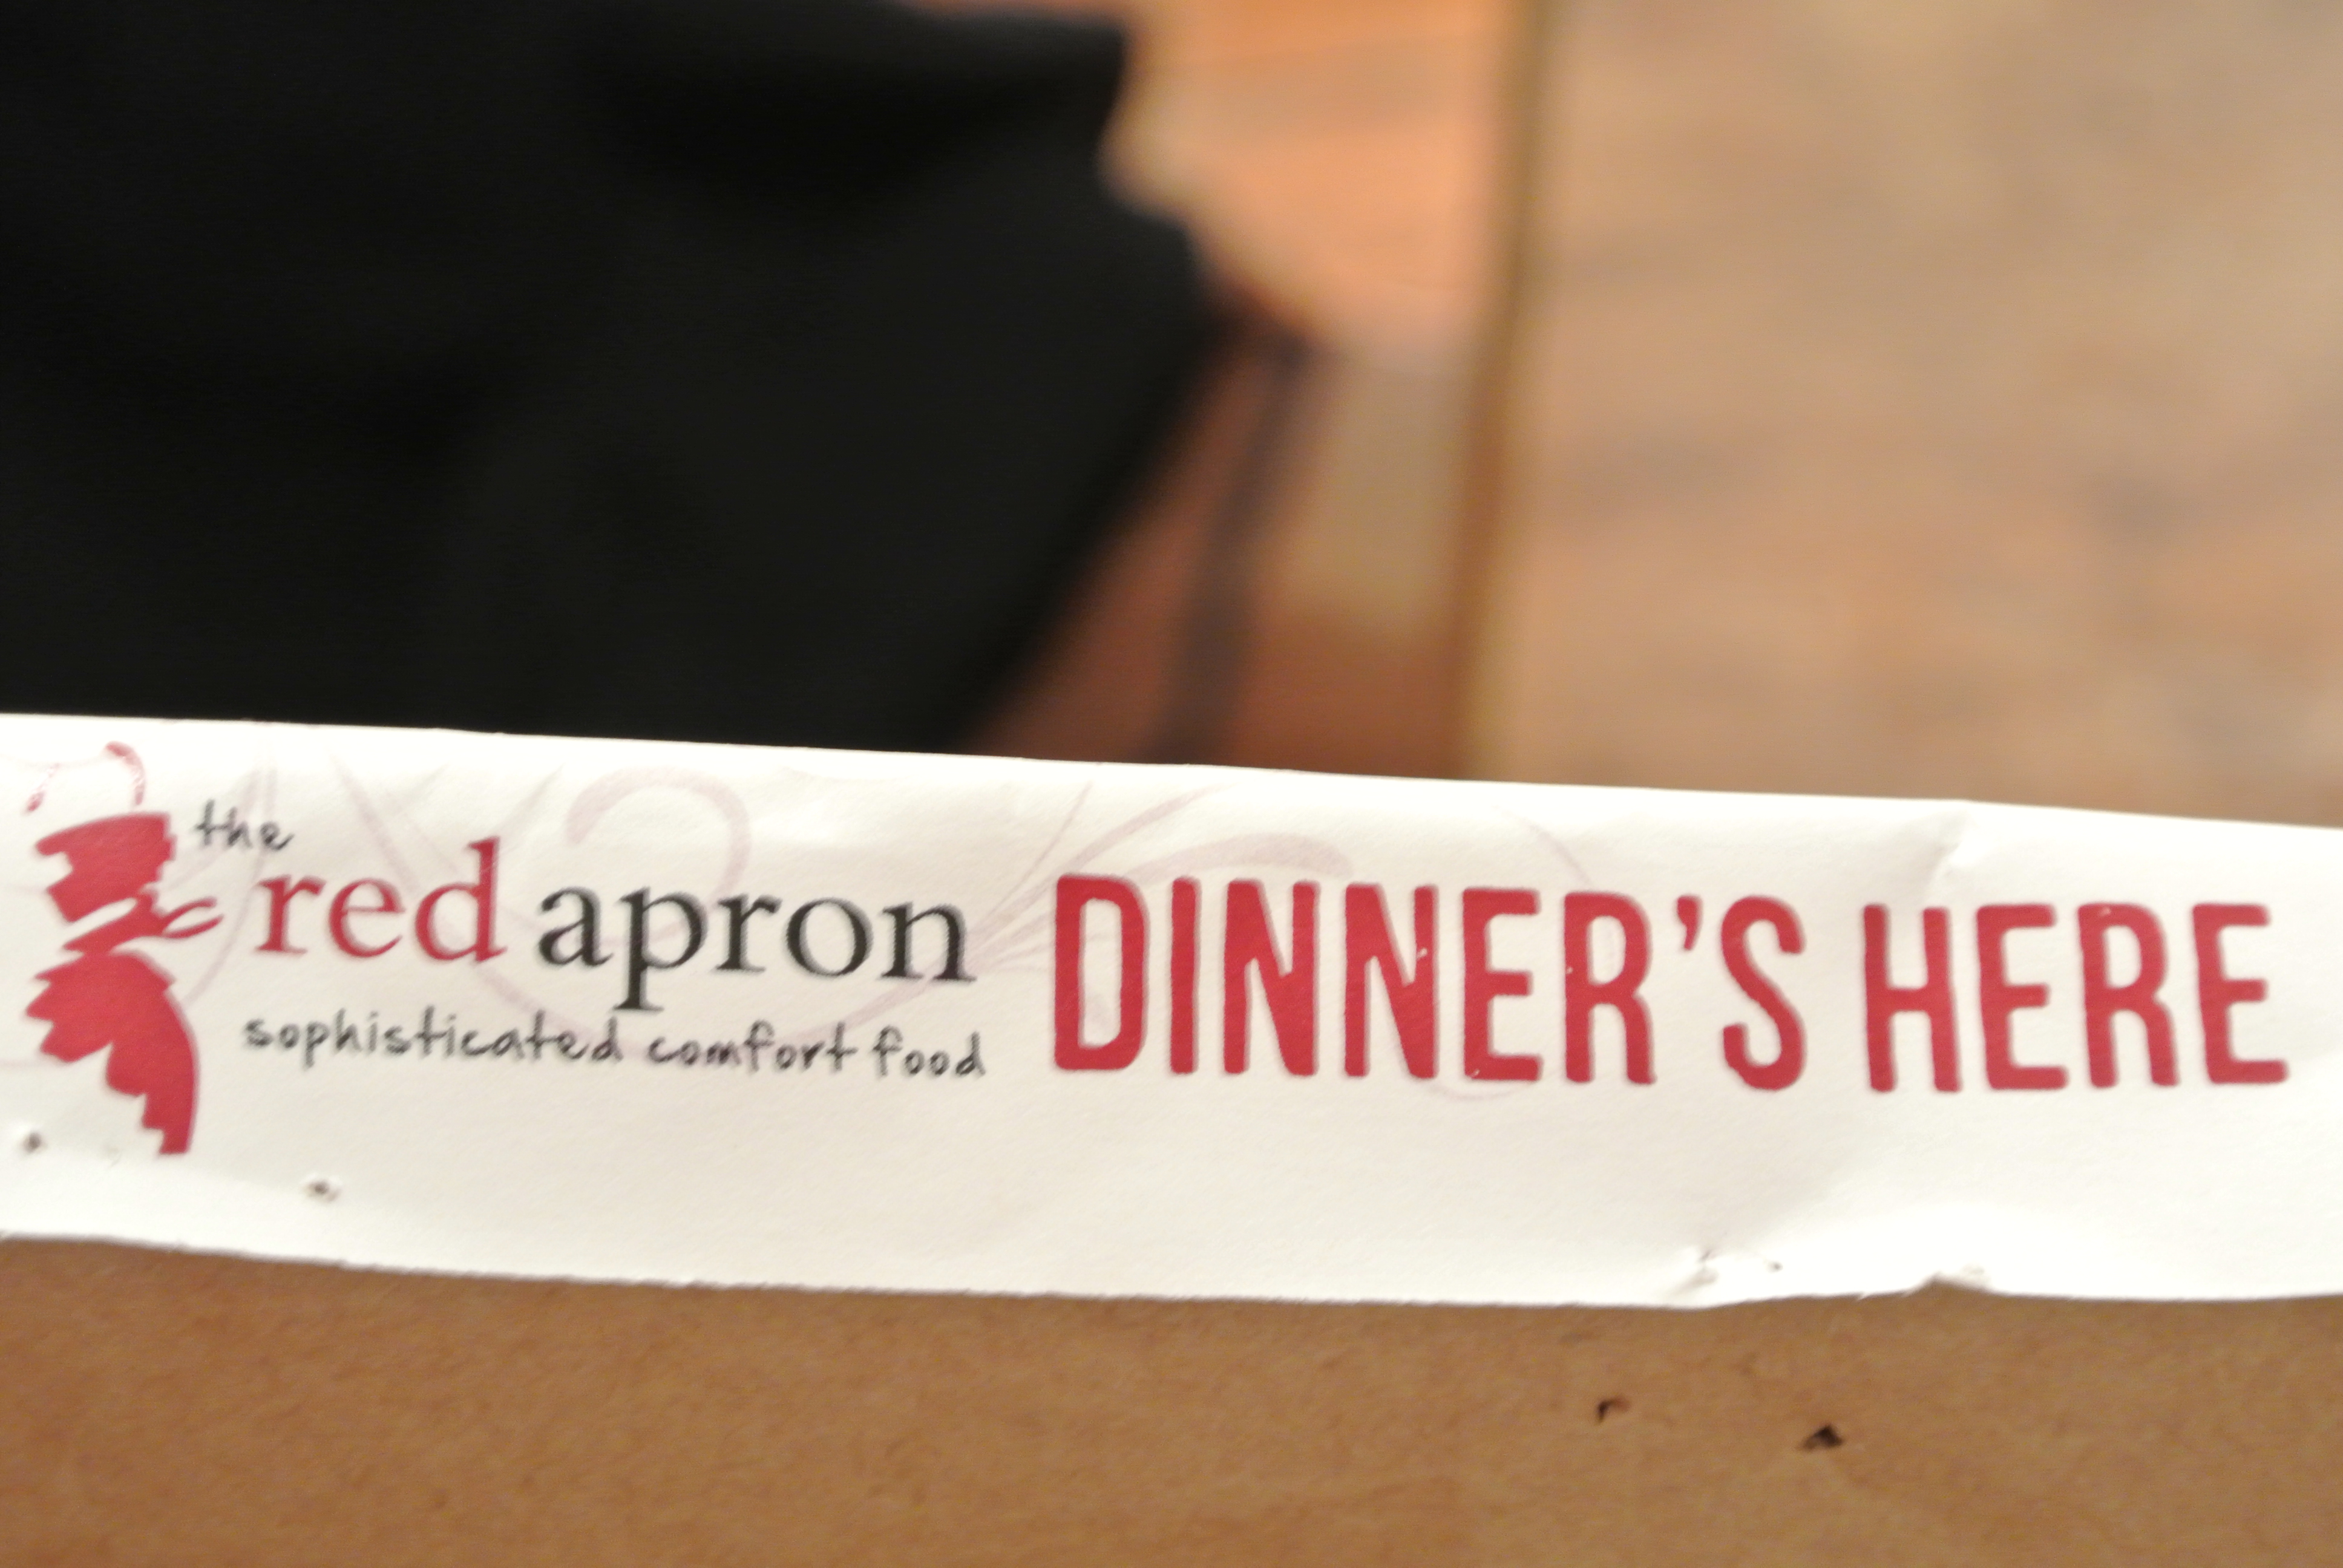 the
red apron
sophisticated comfort food
DINNER'S HERE